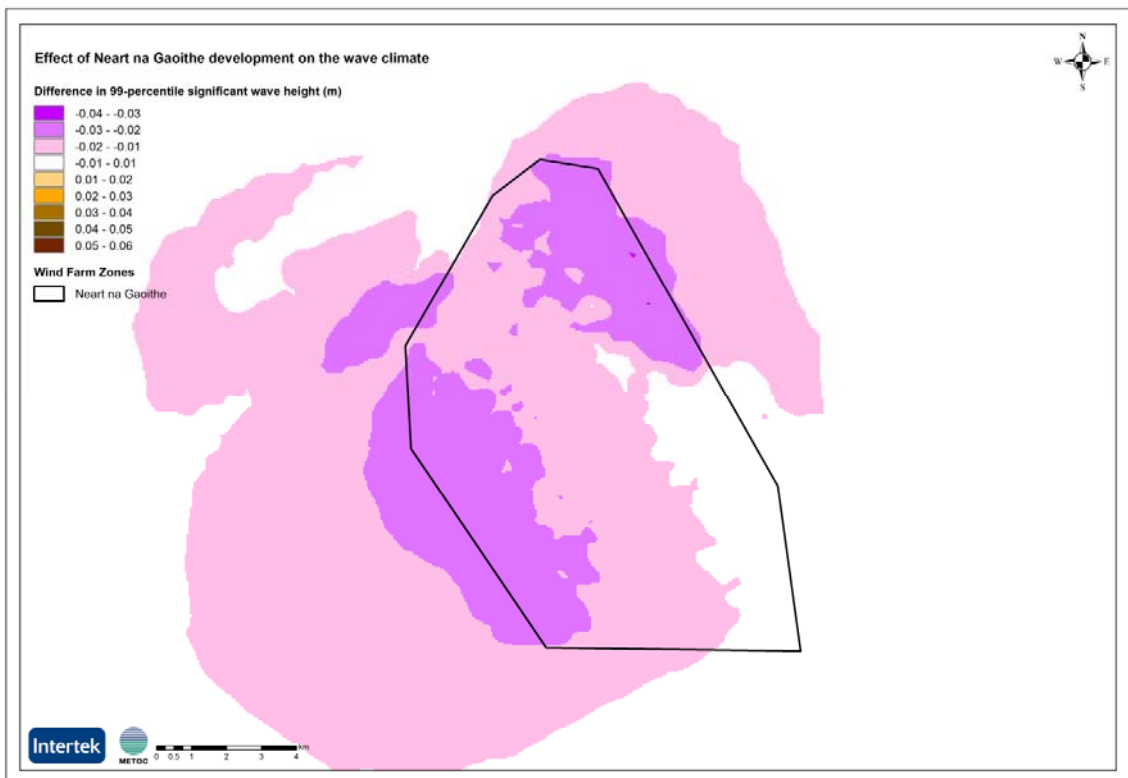 Effect of Neart na Gaoithe development on the wave climate
N
W E
S
Difference in 99-percentile significant wave height (m)
-0.04 - -0.03
-0.03 - -0.02
-0.02 - -0.01
-0.01 - 0.01
0.01 - 0.02
0.02 - 0.03
0.03 - 0.04
0.04 - 0.05
0.05 - 0.06
Wind Farm Zones
Neart na Gaoithe
Intertek
METOC
km
0 0.5 1 2 3 4